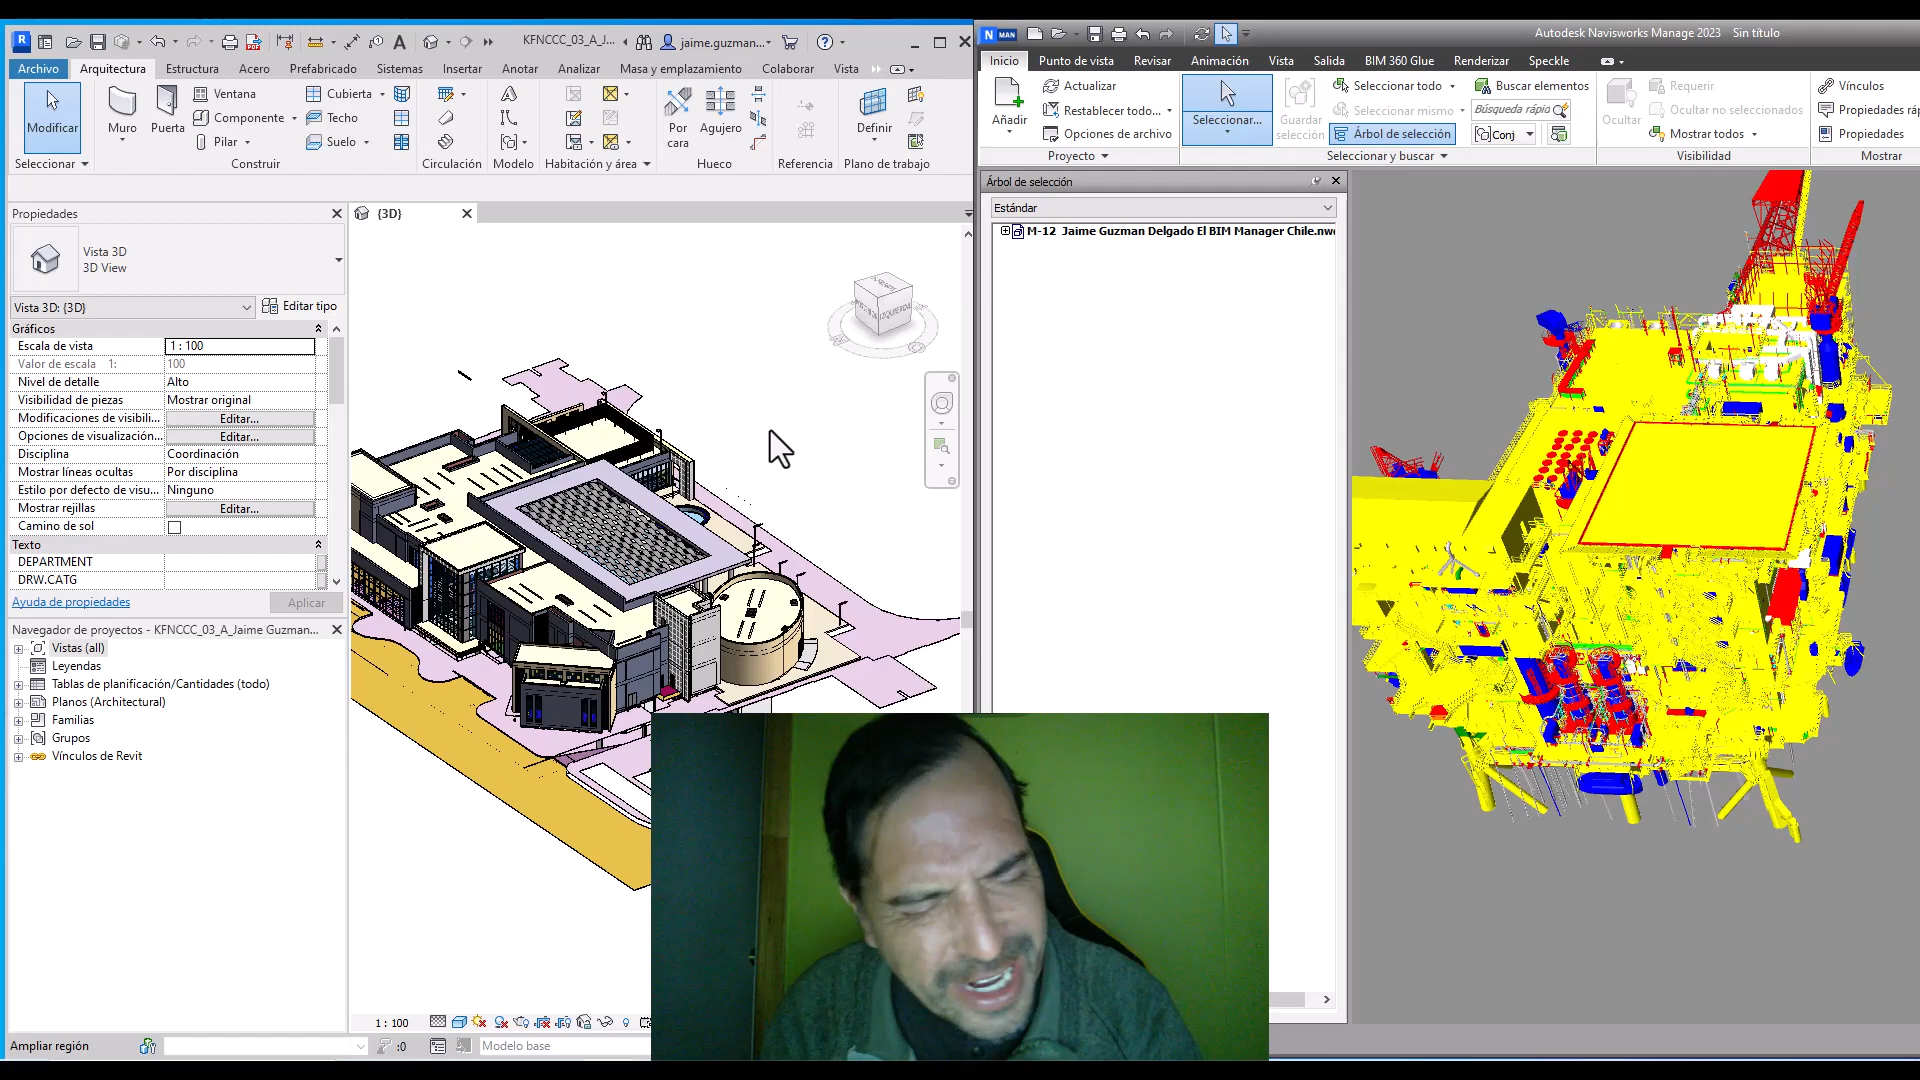 KFNCCC_03_A_J...
jaime.guzman...
Archivo
Arquitectura
Estructura
Acero
Prefabricado
Sistemas
Insertar
Anotar
Analizar
Masa y emplazamiento
Colaborar
Vista
Modificar
Muro
Puerta
Ventana
Componente
Pilar
Cubierta
Techo
Suelo
Por cara
Agujero
Definir
Seleccionar
Construir
Circulación
Modelo
Habitación y área
Hueco
Referencia
Plano de trabajo
Propiedades
{3D}
Vista 3D
3D View
Vista 3D: {3D}
Editar tipo
Gráficos
Escala de vista 1 : 100
Valor de escala 1: 100
Nivel de detalle Alto
Visibilidad de piezas Mostrar original
Modificaciones de visibili... Editar...
Opciones de visualización... Editar...
Disciplina Coordinación
Mostrar líneas ocultas Por disciplina
Estilo por defecto de visu... Ninguno
Mostrar rejillas Editar...
Camino de sol
Texto
DEPARTMENT
DRW.CATG
Ayuda de propiedades
Aplicar
Navegador de proyectos - KFNCCC_03_A_Jaime Guzman...
Vistas (all)
Leyendas
Tablas de planificación/Cantidades (todo)
Planos (Architectural)
Familias
Grupos
Vínculos de Revit
1 : 100
Ampliar región
:0
Modelo base
N MAN
Autodesk Navisworks Manage 2023 Sin título
Inicio
Punto de vista
Revisar
Animación
Vista
Salida
BIM 360 Glue
Renderizar
Speckle
Añadir
Actualizar
Restablecer todo...
Opciones de archivo
Seleccionar...
Guardar selección
Seleccionar todo
Seleccionar mismo
Árbol de selección
Buscar elementos
Búsqueda rápid
Conj
Ocultar
Requerir
Ocultar no seleccionados
Mostrar todos
Vínculos
Propiedades ráp
Propiedades
Proyecto
Seleccionar y buscar
Visibilidad
Mostrar
Árbol de selección
Estándar
M-12 Jaime Guzman Delgado El BIM Manager Chile.nw